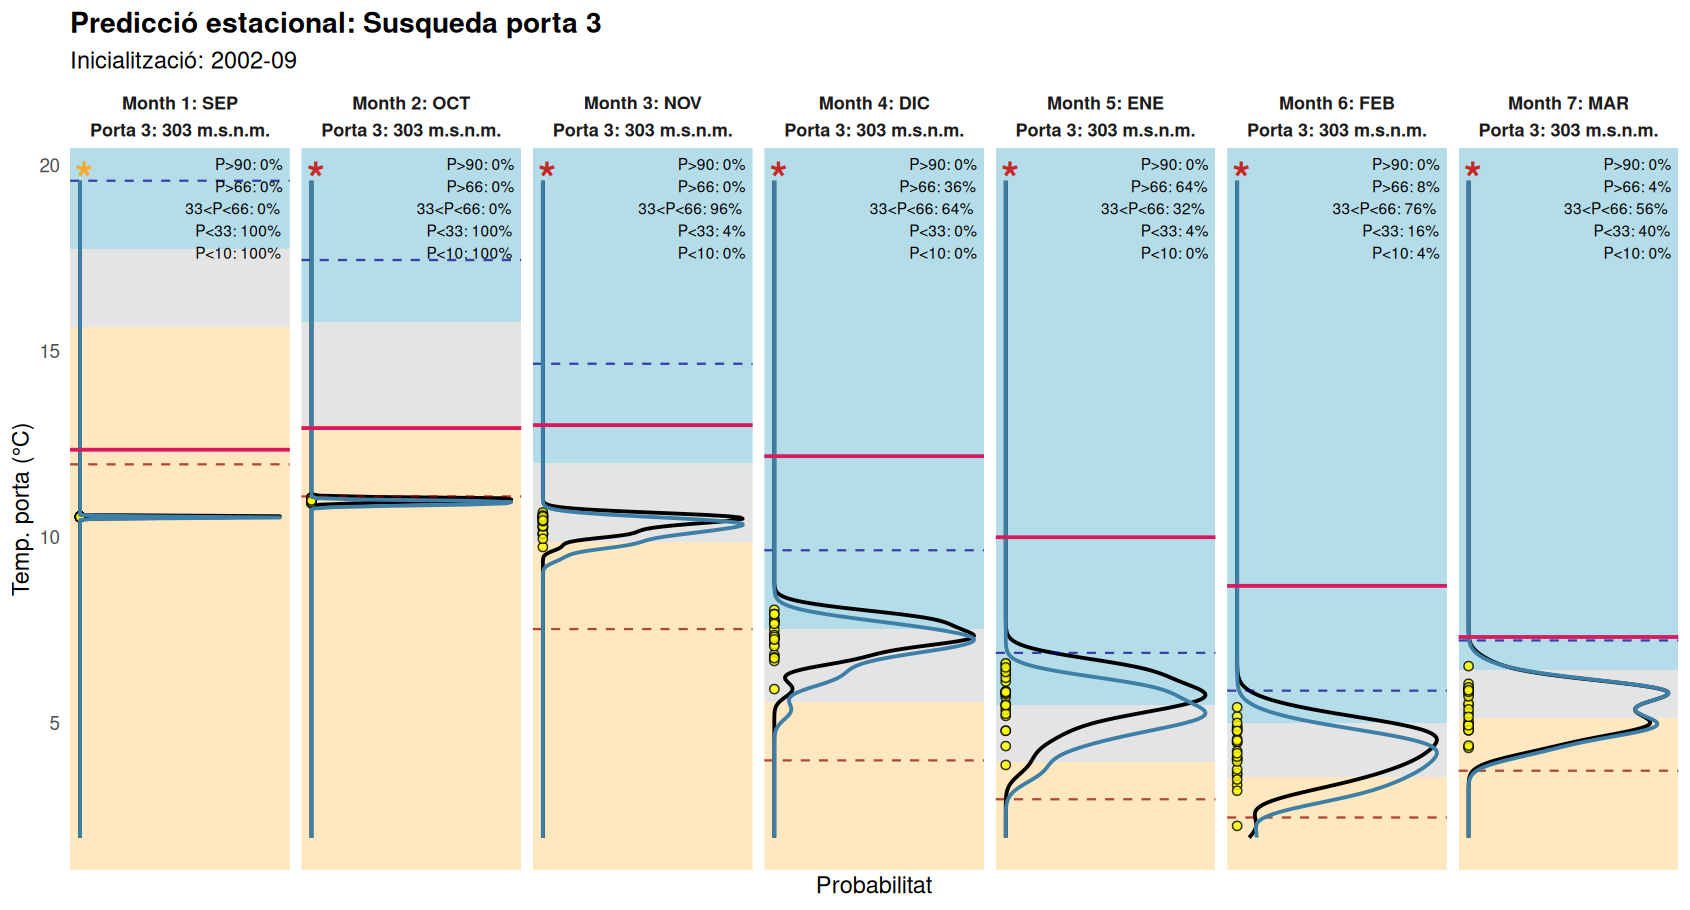 Predicció estacional: Susqueda porta 3
Inicialització: 2002-09
Month 1: SEP
Porta 3: 303 m.s.n.m.
Month 2: OCT
Porta 3: 303 m.s.n.m.
Month 3: NOV
Porta 3: 303 m.s.n.m.
Month 4: DIC
Porta 3: 303 m.s.n.m.
Month 5: ENE
Porta 3: 303 m.s.n.m.
Month 6: FEB
Porta 3: 303 m.s.n.m.
Month 7: MAR
Porta 3: 303 m.s.n.m.
Temp. porta (°C)
20
15
10
5
*
P>90: 0%
P>66: 0%
33<P<66: 0%
P<33: 100%
P<10: 100%
*
P>90: 0%
P>66: 0%
33<P<66: 0%
P<33: 100%
P<10: 100%
*
P>90: 0%
P>66: 0%
33<P<66: 96%
P<33: 4%
P<10: 0%
*
P>90: 0%
P>66: 36%
33<P<66: 64%
P<33: 0%
P<10: 0%
*
P>90: 0%
P>66: 64%
33<P<66: 32%
P<33: 4%
P<10: 0%
*
P>90: 0%
P>66: 8%
33<P<66: 76%
P<33: 16%
P<10: 4%
*
P>90: 0%
P>66: 4%
33<P<66: 56%
P<33: 40%
P<10: 0%
Probabilitat